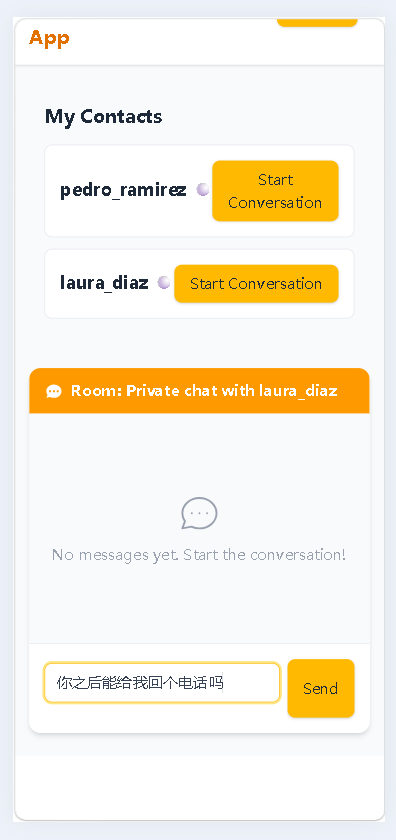 App
My Contacts
pedro_ramirez
Start
Conversation
laura_diaz
Start Conversation
Room: Private chat with laura_diaz
No messages yet. Start the conversation!
你之后能给我回个电话吗
Send